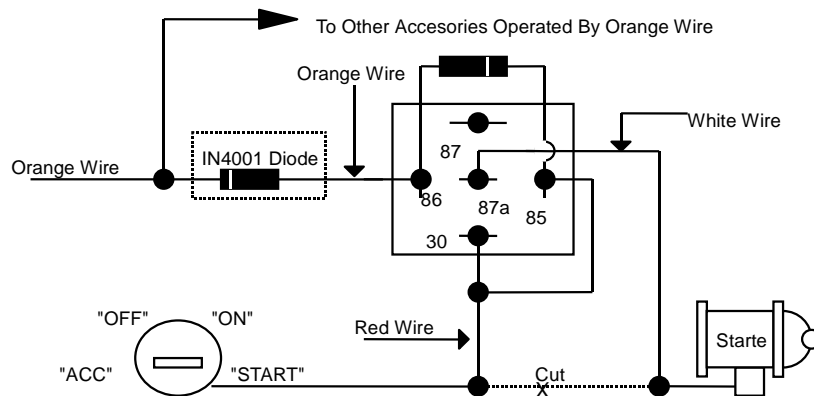 To Other Accesories Operated By Orange Wire
Orange Wire
White Wire
IN4001 Diode
Orange Wire
87
86
87a
85
30
"OFF"
"ON"
Red Wire
Starte
"ACC"
"START"
Cut
X